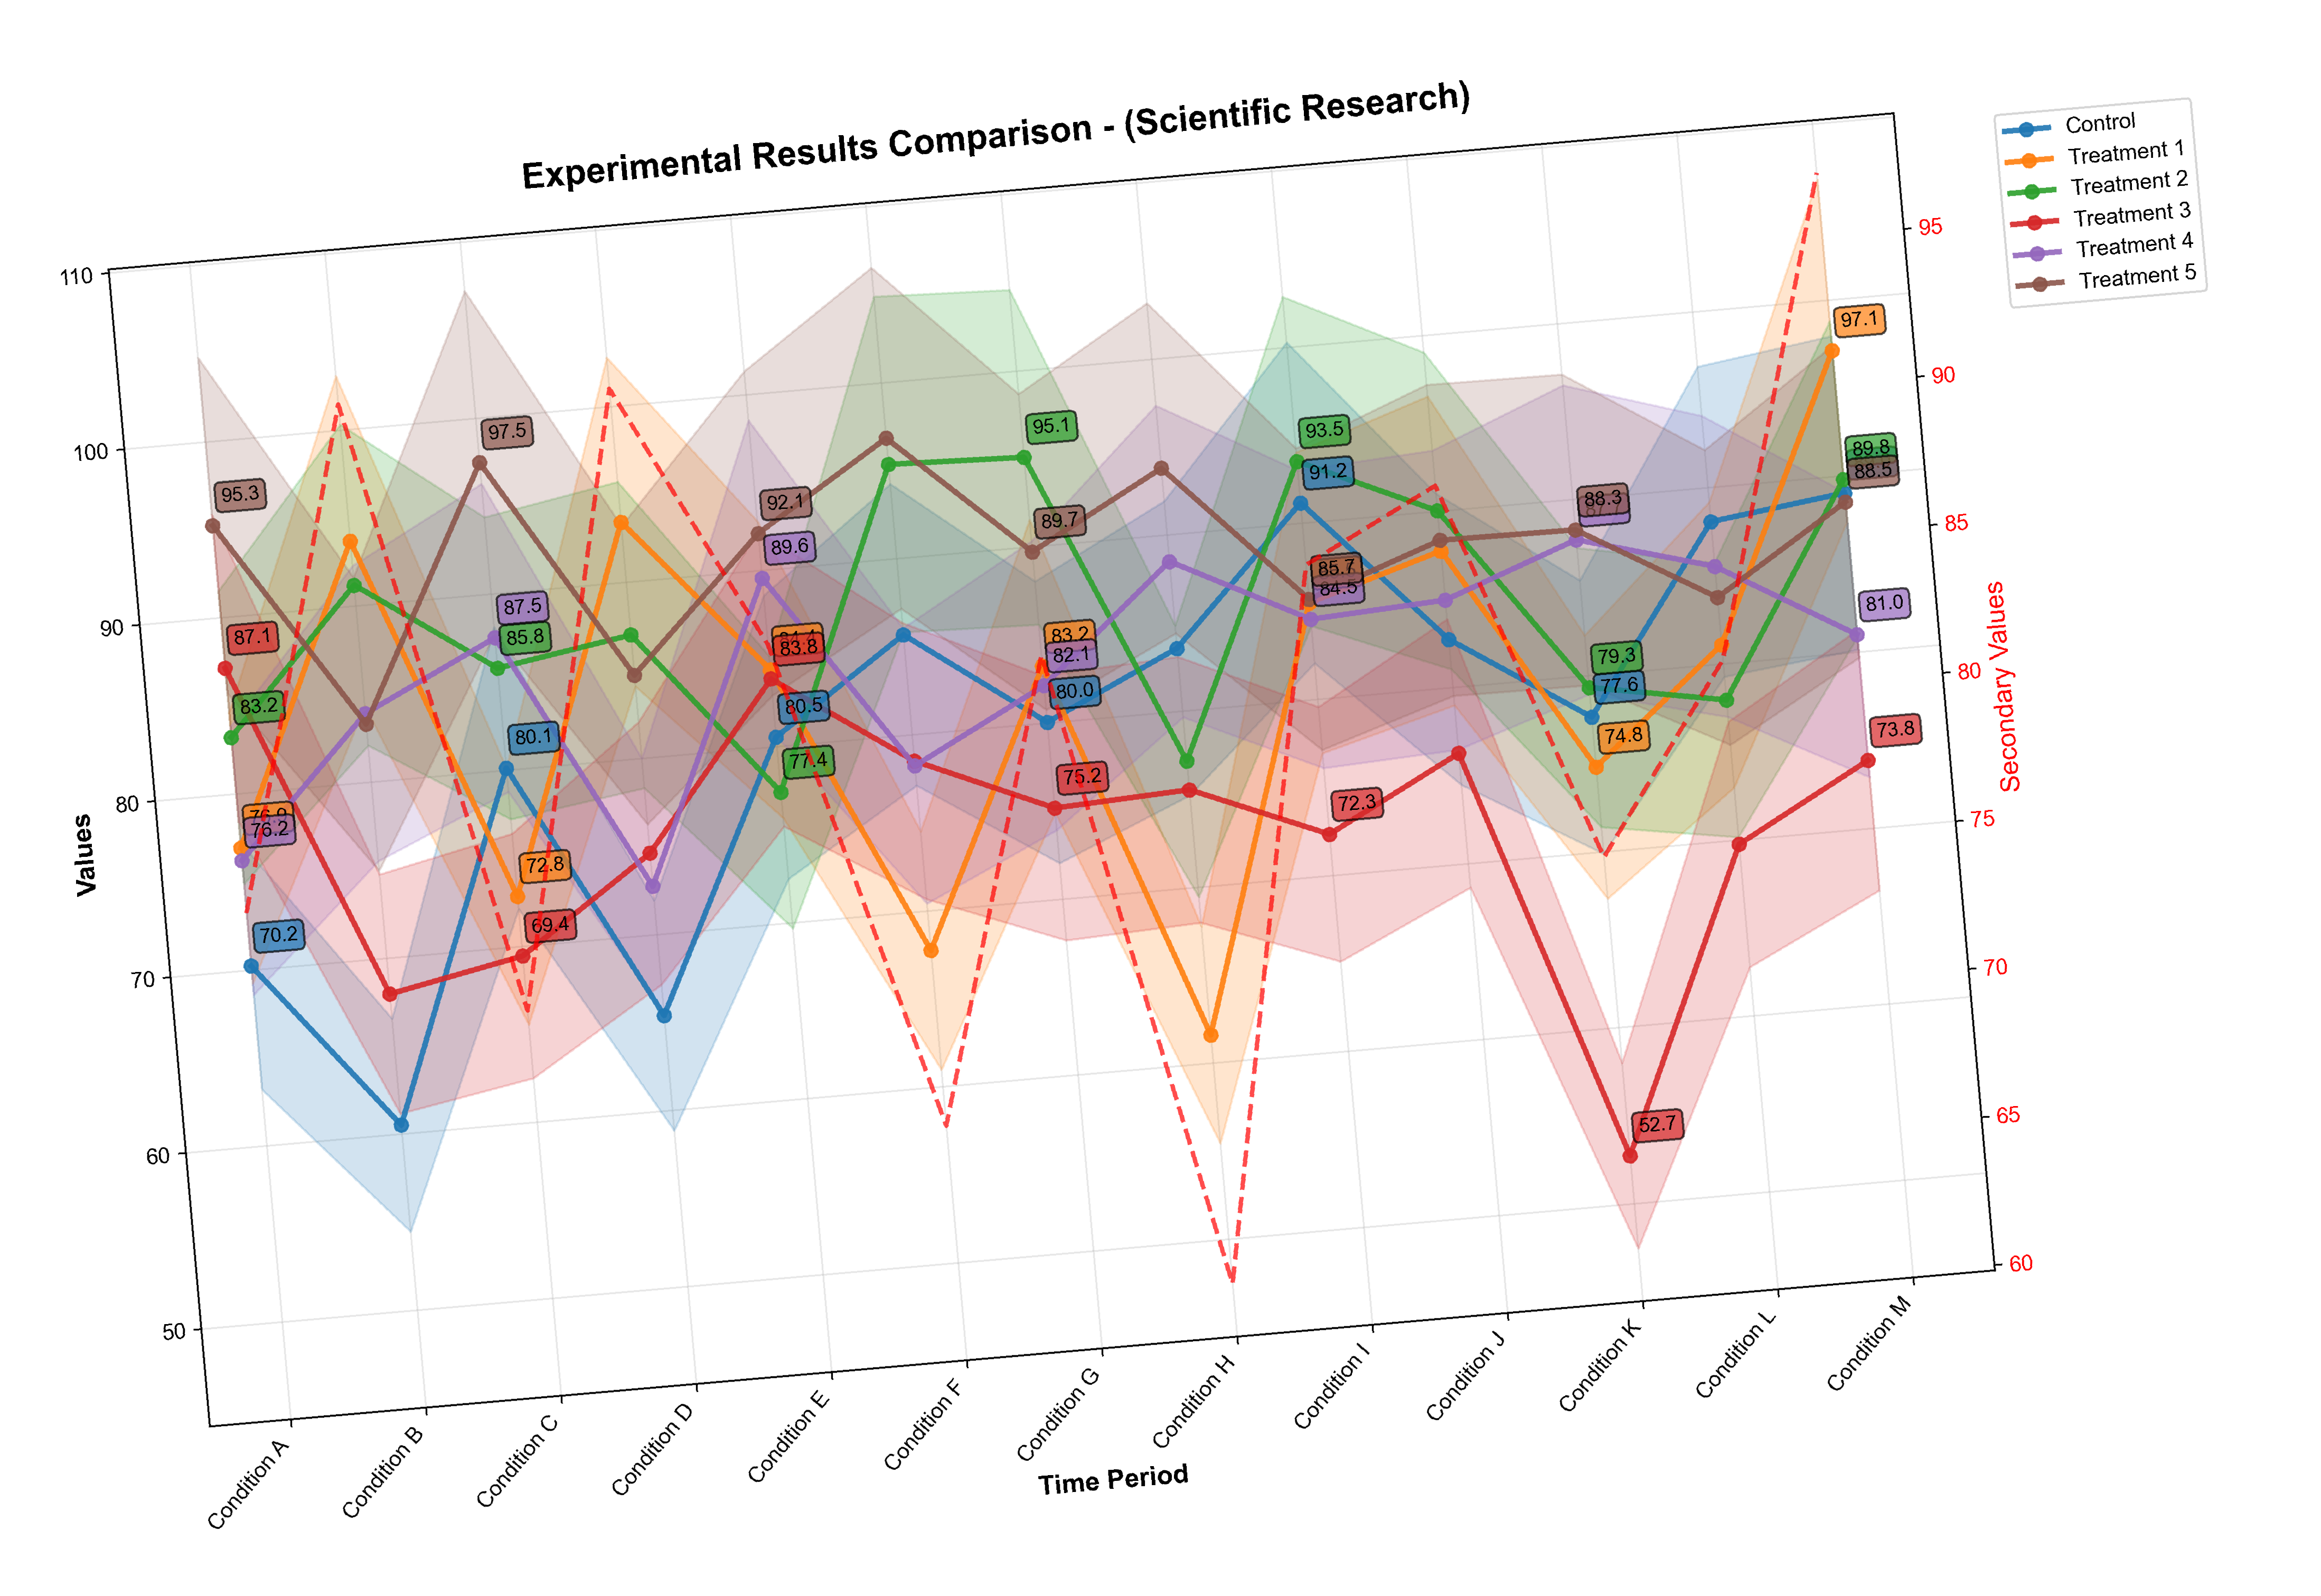 Experimental Results Comparison - (Scientific Research)
Control
Treatment 1
Treatment 2
Treatment 3
Treatment 4
Treatment 5
Values
110
100
90
80
70
60
50
Secondary Values
95
90
85
80
75
70
65
60
95.3
87.1
83.2
76.2
70.2
97.5
87.5
85.8
80.1
72.8
69.4
92.1
89.6
83.8
80.5
77.4
95.1
89.7
83.2
82.1
80.0
75.2
93.5
91.2
85.7
84.5
72.3
88.3
79.3
77.6
74.8
52.7
97.1
89.8
88.5
81.0
73.8
Condition A
Condition B
Condition C
Condition D
Condition E
Condition F
Condition G
Condition H
Condition I
Condition J
Condition K
Condition L
Condition M
Time Period